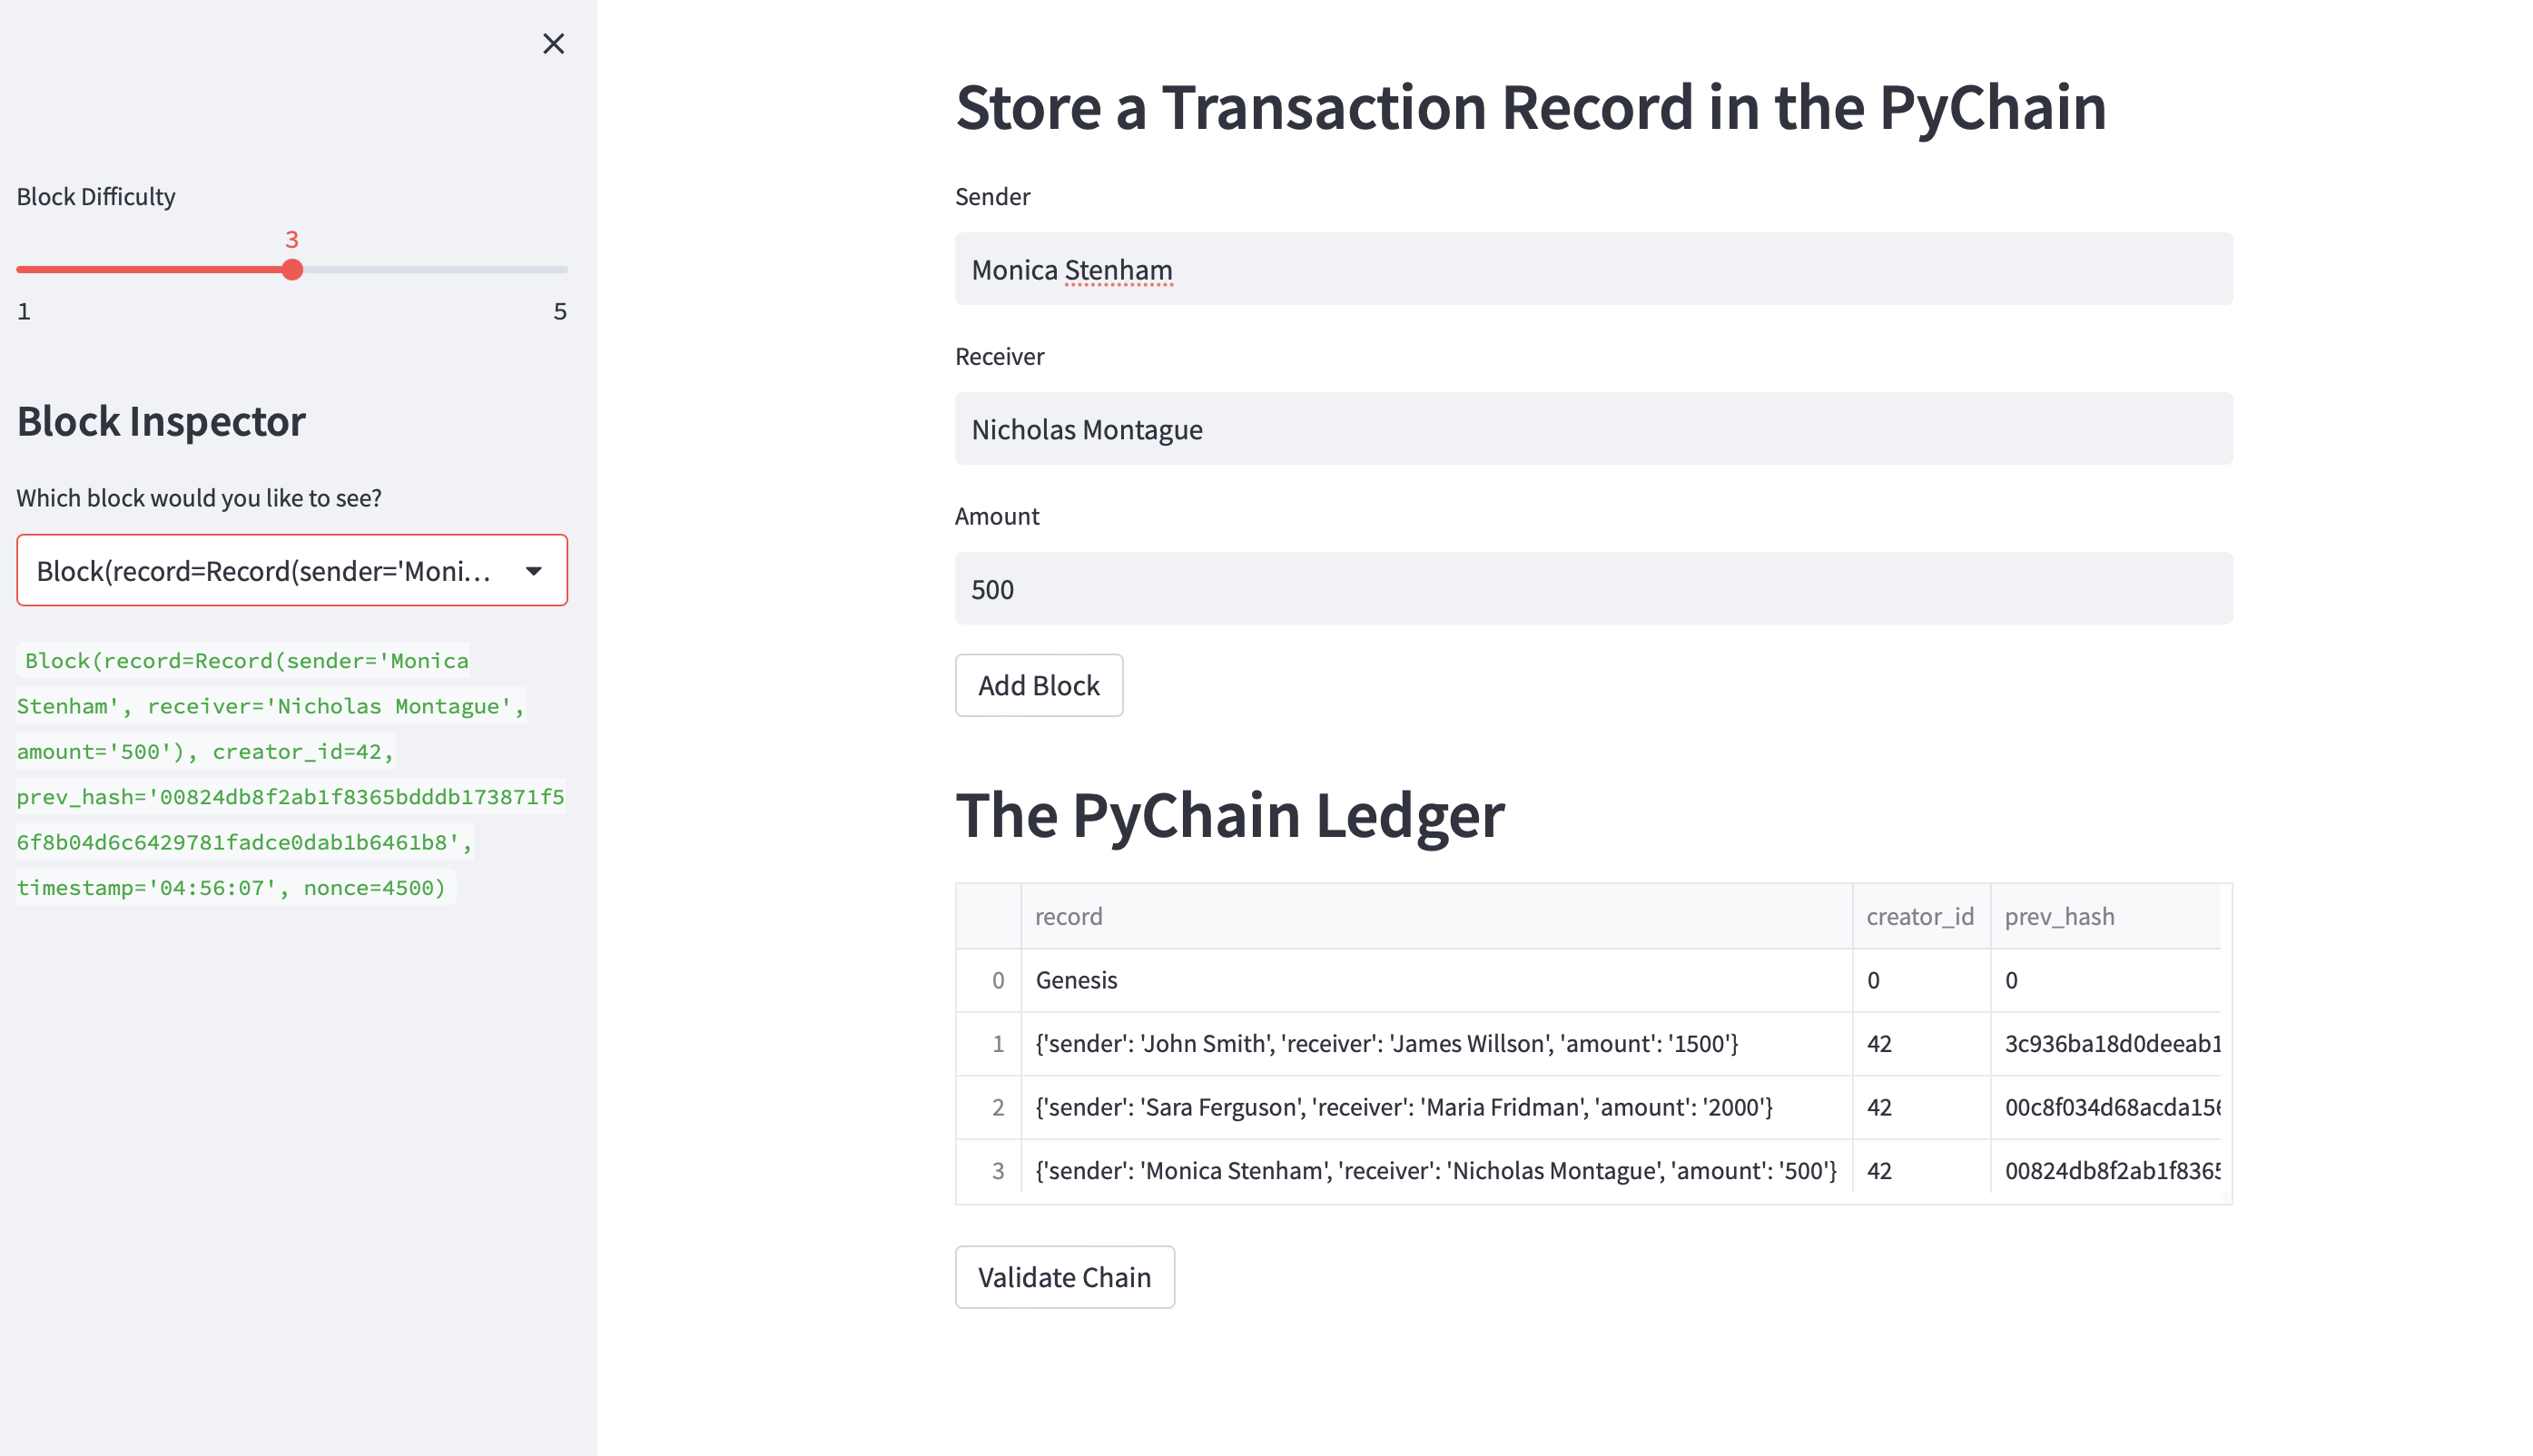 Block Difficulty
3
1 5
Block Inspector
Which block would you like to see?
Block(record=Record(sender='Moni...
Block(record=Record(sender='Monica
Stenham', receiver='Nicholas Montague',
amount='500'), creator_id=42,
prev_hash='00824db8f2ab1f8365bdddb173871f5
6f8b04d6c6429781fadce0dab1b6461b8',
timestamp='04:56:07', nonce=4500)
Store a Transaction Record in the PyChain
Sender
Monica Stenham
Receiver
Nicholas Montague
Amount
500
Add Block
The PyChain Ledger
record creator_id prev_hash
0 Genesis 0 0
1 {'sender': 'John Smith', 'receiver': 'James Willson', 'amount': '1500'} 42 3c936ba18d0deeab1
2 {'sender': 'Sara Ferguson', 'receiver': 'Maria Fridman', 'amount': '2000'} 42 00c8f034d68acda156
3 {'sender': 'Monica Stenham', 'receiver': 'Nicholas Montague', 'amount': '500'} 42 00824db8f2ab1f8365
Validate Chain